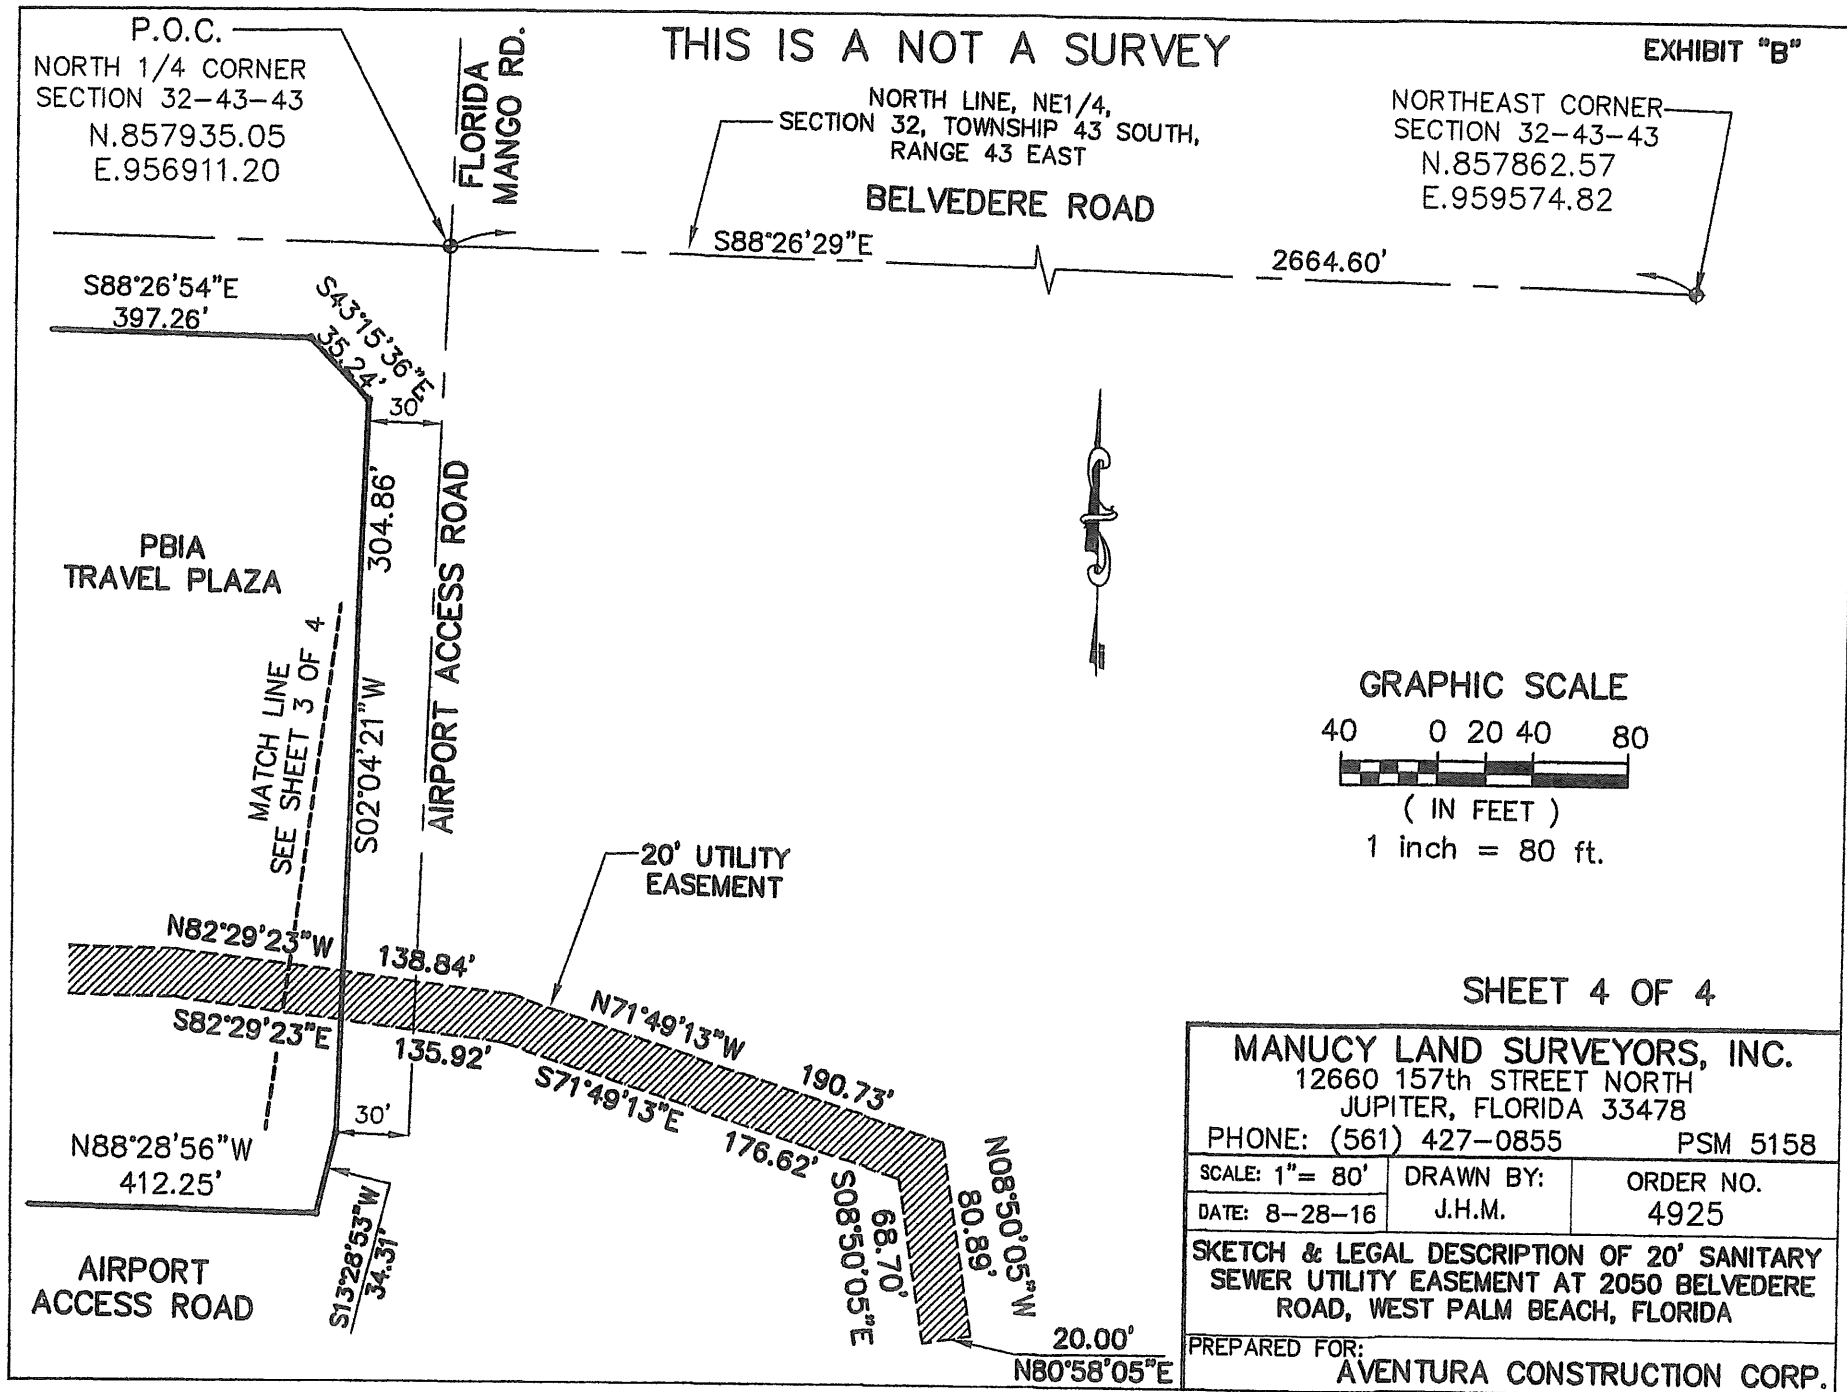 P.O.C.
NORTH 1/4 CORNER
SECTION 32-43-43
N.857935.05
E.956911.20
FLORIDA
MANGO RD.
THIS IS A NOT A SURVEY
EXHIBIT "B"
NORTH LINE, NE1/4,
SECTION 32, TOWNSHIP 43 SOUTH,
RANGE 43 EAST
BELVEDERE ROAD
NORTHEAST CORNER
SECTION 32-43-43
N.857862.57
E.959574.82
S88°26'29"E
2664.60'
S88°26'54"E
397.26'
S43°15'36"E
35.24'
30'
304.86'
S02°04'21"W
AIRPORT ACCESS ROAD
PBIA
TRAVEL PLAZA
MATCH LINE
SEE SHEET 3 OF 4
GRAPHIC SCALE
40 0 20 40 80
( IN FEET )
1 inch = 80 ft.
20' UTILITY
EASEMENT
N82°29'23"W
138.84'
S82°29'23"E
135.92'
N71°49'13"W
190.73'
S71°49'13"E
176.62'
30'
N88°28'56"W
412.25'
S13°28'53"W
34.31'
AIRPORT
ACCESS ROAD
N08°50'05"W
80.89'
68.70'
S08°50'05"E
20.00'
N80°58'05"E
SHEET 4 OF 4
MANUCY LAND SURVEYORS, INC.
12660 157th STREET NORTH
JUPITER, FLORIDA 33478
PHONE: (561) 427-0855 PSM 5158
SCALE: 1"= 80'
DATE: 8-28-16
DRAWN BY:
J.H.M.
ORDER NO.
4925
SKETCH & LEGAL DESCRIPTION OF 20' SANITARY
SEWER UTILITY EASEMENT AT 2050 BELVEDERE
ROAD, WEST PALM BEACH, FLORIDA
PREPARED FOR:
AVENTURA CONSTRUCTION CORP.